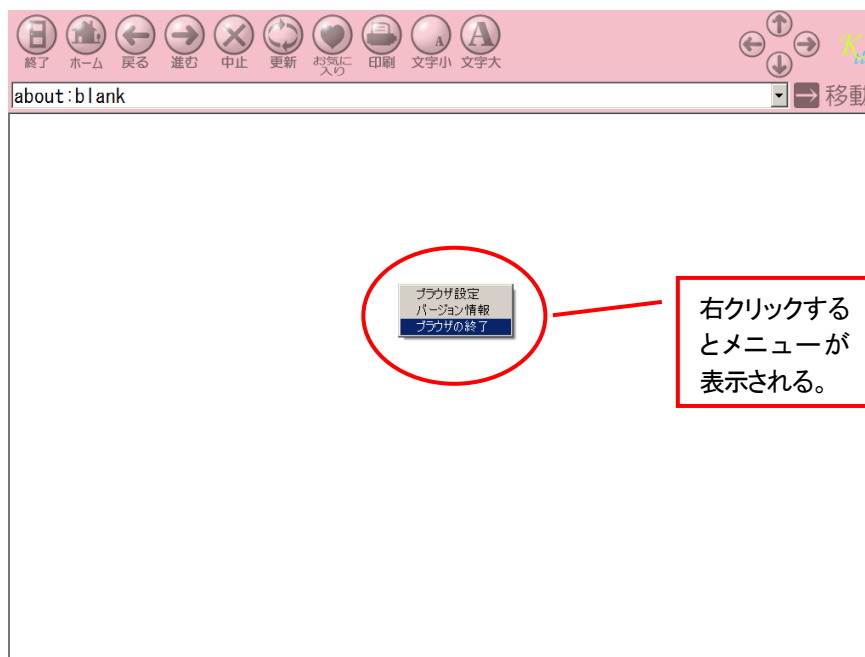 終了 ホーム 戻る 進む 中止 更新 お気に入り 印刷 文字小 文字大
about:blank
移動
ブラウザ設定
バージョン情報
ブラウザの終了
右クリックする
とメニューが
表示される。